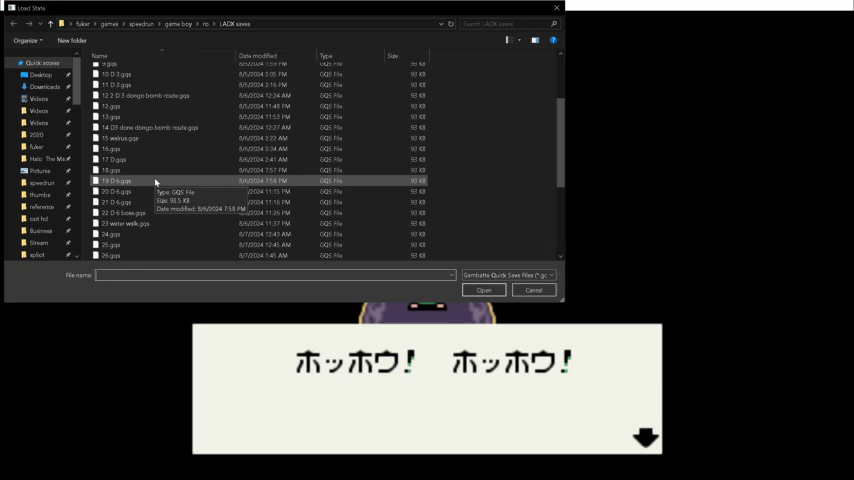 Load State
fuker › games › speedrun › game boy › ro › LADX saves
Search LADX saves
Organize
New folder
Name
Date modified
Type
Size
9.gqs 8/5/2024 1:59 PM GQS File 93 KB
10 D 3.gqs 8/5/2024 2:05 PM GQS File 93 KB
11 D 3.gqs 8/5/2024 2:16 PM GQS File 93 KB
12 2 D 3 dodongo bomb route.gqs 8/6/2024 12:24 AM GQS File 93 KB
12.gqs 8/5/2024 11:48 PM GQS File 93 KB
13.gqs 8/5/2024 11:53 PM GQS File 93 KB
14 D3 done dongo bomb route.gqs 8/6/2024 12:27 AM GQS File 93 KB
15 walrus.gqs 8/6/2024 2:22 AM GQS File 93 KB
16.gqs 8/6/2024 2:34 AM GQS File 93 KB
17 D.gqs 8/6/2024 2:41 AM GQS File 93 KB
18.gqs 8/6/2024 7:57 PM GQS File 93 KB
19 D 6.gqs 8/6/2024 7:58 PM GQS File 93 KB
20 D 6.gqs 11:15 PM GQS File 93 KB
21 D 6.gqs 11:16 PM GQS File 93 KB
22 D 6 boss.gqs 11:26 PM GQS File 93 KB
23 water walk.gqs 8/6/2024 11:37 PM GQS File 93 KB
24.gqs 8/7/2024 12:43 AM GQS File 93 KB
25.gqs 8/7/2024 12:45 AM GQS File 93 KB
26.gqs 8/7/2024 1:45 AM GQS File 93 KB
Type: GQS File
Size: 92.5 KB
Date modified: 8/6/2024 7:58 PM
Quick access
Desktop
Downloads
Videos
Videos
Videos
2020
fuker
Halo. The Ma
Pictures
speedrun
thumbs
reference
oot hd
Business
Stream
spliot
File name:
Gambatte Quick Save Files (*.gc
Open
Cancel
ホッホウ! ホッホウ!